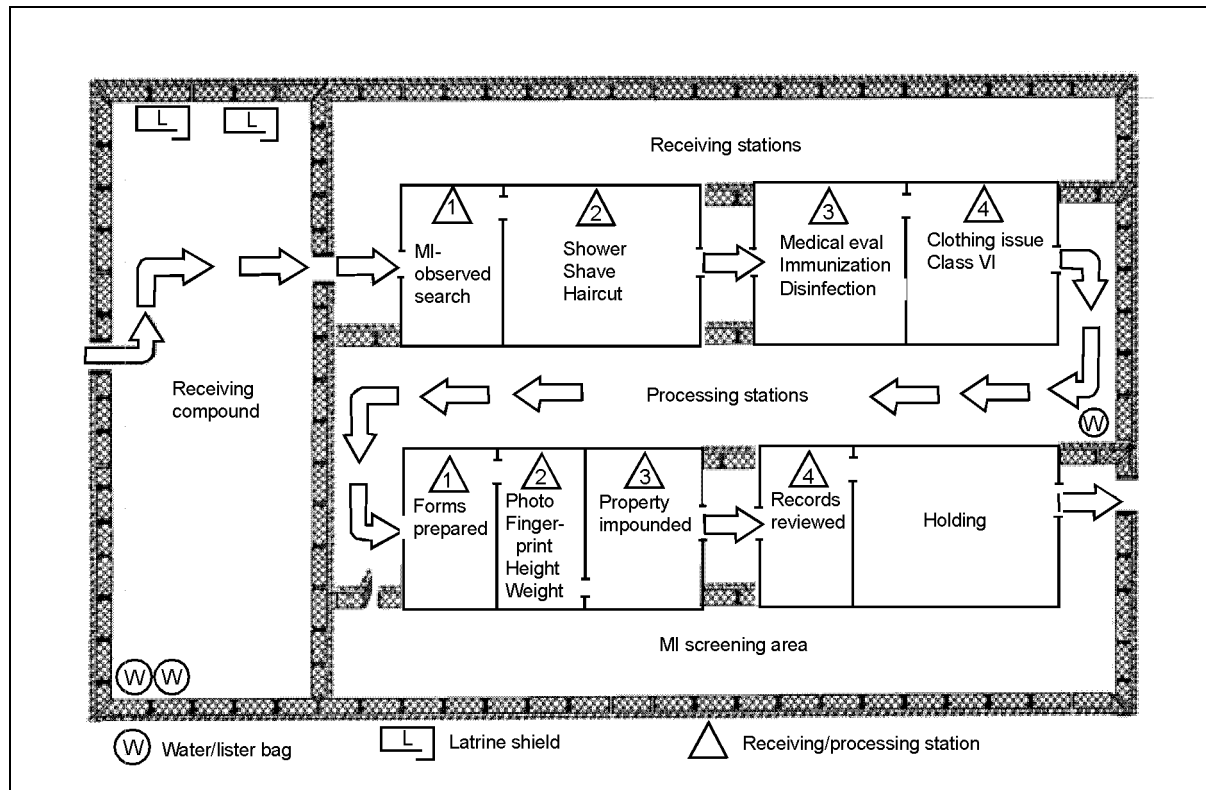 L
L
Receiving stations
1
MI-
observed
search
2
Shower
Shave
Haircut
3
Medical eval
Immunization
Disinfection
4
Clothing issue
Class VI
Receiving
compound
Processing stations
W
1
Forms
prepared
2
Photo
Finger-
print
Height
Weight
3
Property
impounded
4
Records
reviewed
Holding
MI screening area
W
W
W
Water/lister bag
L
Latrine shield
Receiving/processing station